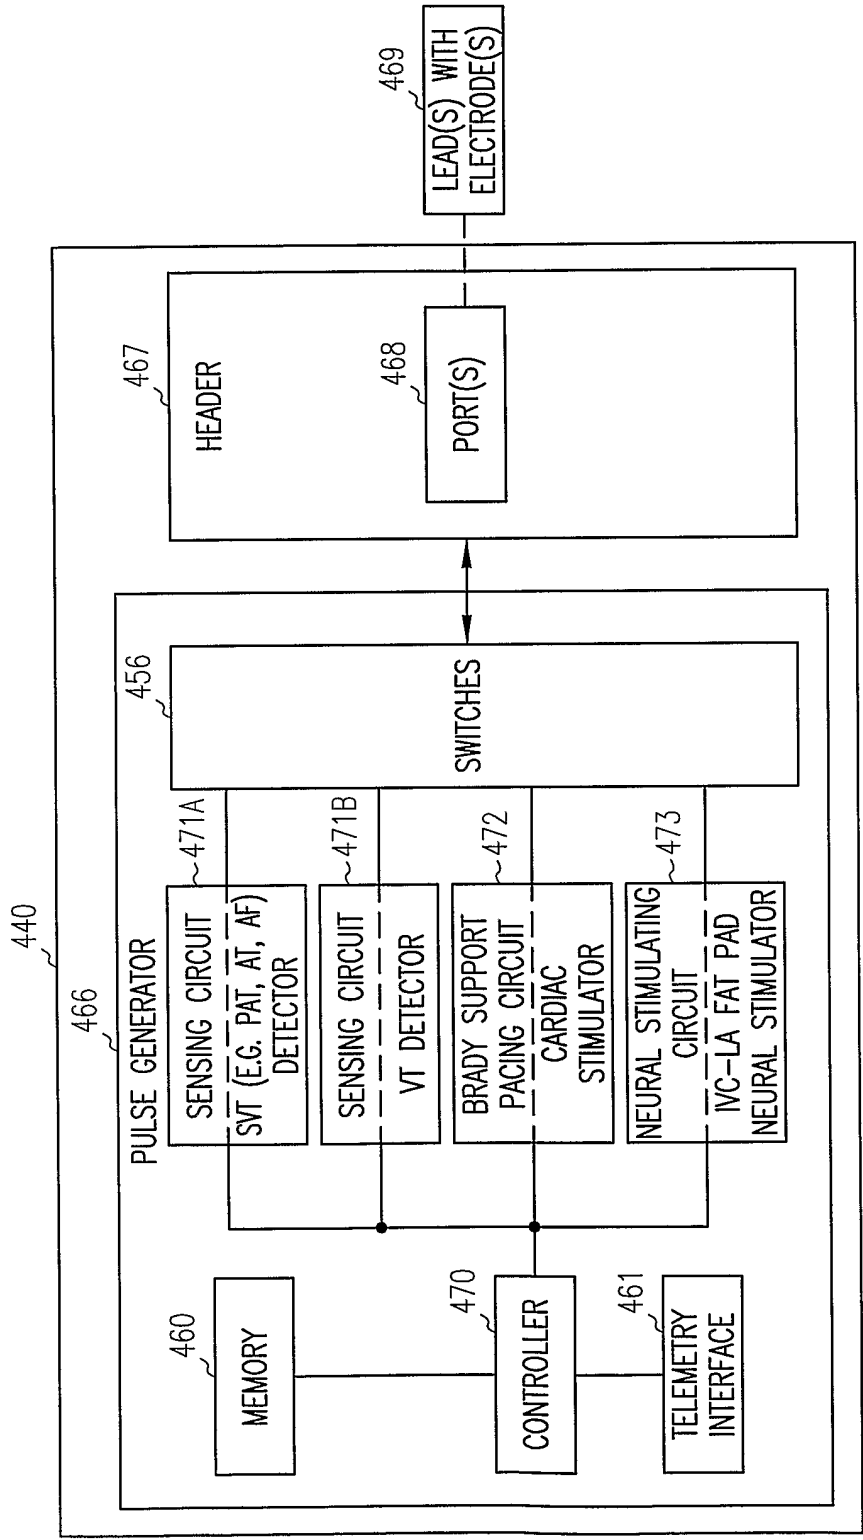 440
466
PULSE GENERATOR
460
MEMORY
470
CONTROLLER
461
TELEMETRY
INTERFACE
471A
SENSING CIRCUIT
SVT (E.G. PAT, AT, AF)
DETECTOR
471B
SENSING CIRCUIT
VT DETECTOR
472
BRADY SUPPORT
PACING CIRCUIT
CARDIAC
STIMULATOR
473
NEURAL STIMULATING
CIRCUIT
IVC-LA FAT PAD
NEURAL STIMULATOR
456
SWITCHES
467
HEADER
468
PORT(S)
469
LEAD(S) WITH
ELECTRODE(S)